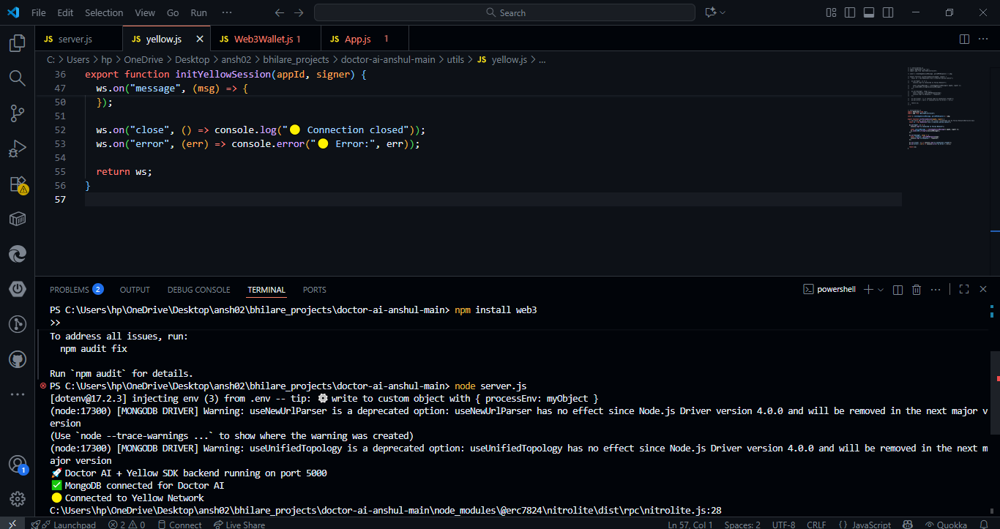 File Edit Selection View Go Run ··· Search
JS server.js JS yellow.js JS Web3Wallet.js 1 JS App.js 1
C: > Users > hp > OneDrive > Desktop > ansh02 > bhilare_projects > doctor-ai-anshul-main > utils > JS yellow.js > ...
36 export function initYellowSession(appId, signer) {
47 ws.on("message", (msg) => {
50 });
51
52 ws.on("close", () => console.log("🟡 Connection closed"));
53 ws.on("error", (err) => console.error("🟡 Error:", err));
54
55 return ws;
56 }
57
PROBLEMS 2 OUTPUT DEBUG CONSOLE TERMINAL PORTS powershell
PS C:\Users\hp\OneDrive\Desktop\ansh02\bhilare_projects\doctor-ai-anshul-main> npm install web3
>>
To address all issues, run:
npm audit fix
Run `npm audit` for details.
PS C:\Users\hp\OneDrive\Desktop\ansh02\bhilare_projects\doctor-ai-anshul-main> node server.js
[dotenv@17.2.3] injecting env (3) from .env -- tip: ⚙️ write to custom object with { processEnv: myObject }
(node:17300) [MONGODB DRIVER] Warning: useNewUrlParser is a deprecated option: useNewUrlParser has no effect since Node.js Driver version 4.0.0 and will be removed in the next major v
ersion
(Use `node --trace-warnings ...` to show where the warning was created)
(node:17300) [MONGODB DRIVER] Warning: useUnifiedTopology is a deprecated option: useUnifiedTopology has no effect since Node.js Driver version 4.0.0 and will be removed in the next m
ajor version
🚀 Doctor AI + Yellow SDK backend running on port 5000
✅ MongoDB connected for Doctor AI
🟡 Connected to Yellow Network
C:\Users\hp\OneDrive\Desktop\ansh02\bhilare_projects\doctor-ai-anshul-main\node_modules\@erc7824\nitrolite\dist\rpc\nitrolite.js:28
1
Launchpad 2 0 Connect Live Share Ln 57, Col 1 Spaces: 2 UTF-8 CRLF {} JavaScript Quokka